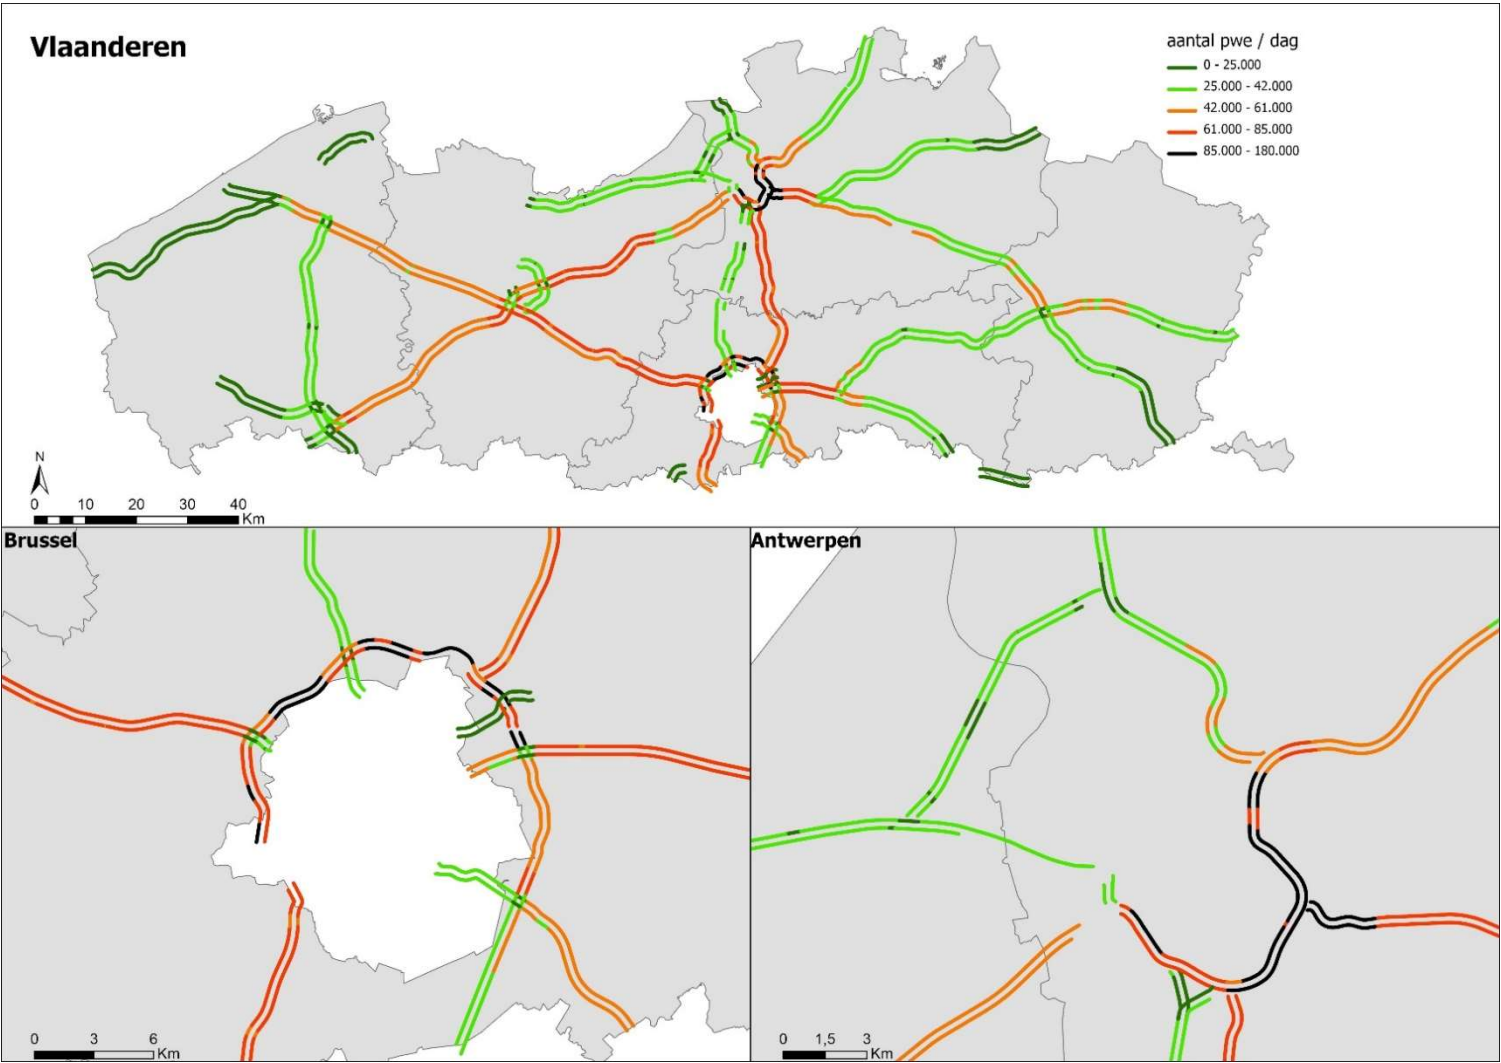 Vlaanderen
aantal pwe / dag
0 - 25.000
25.000 - 42.000
42.000 - 61.000
61.000 - 85.000
85.000 - 180.000
N
0 10 20 30 40
Km
Brussel
0 3 6
Km
Antwerpen
0 1,5 3
Km